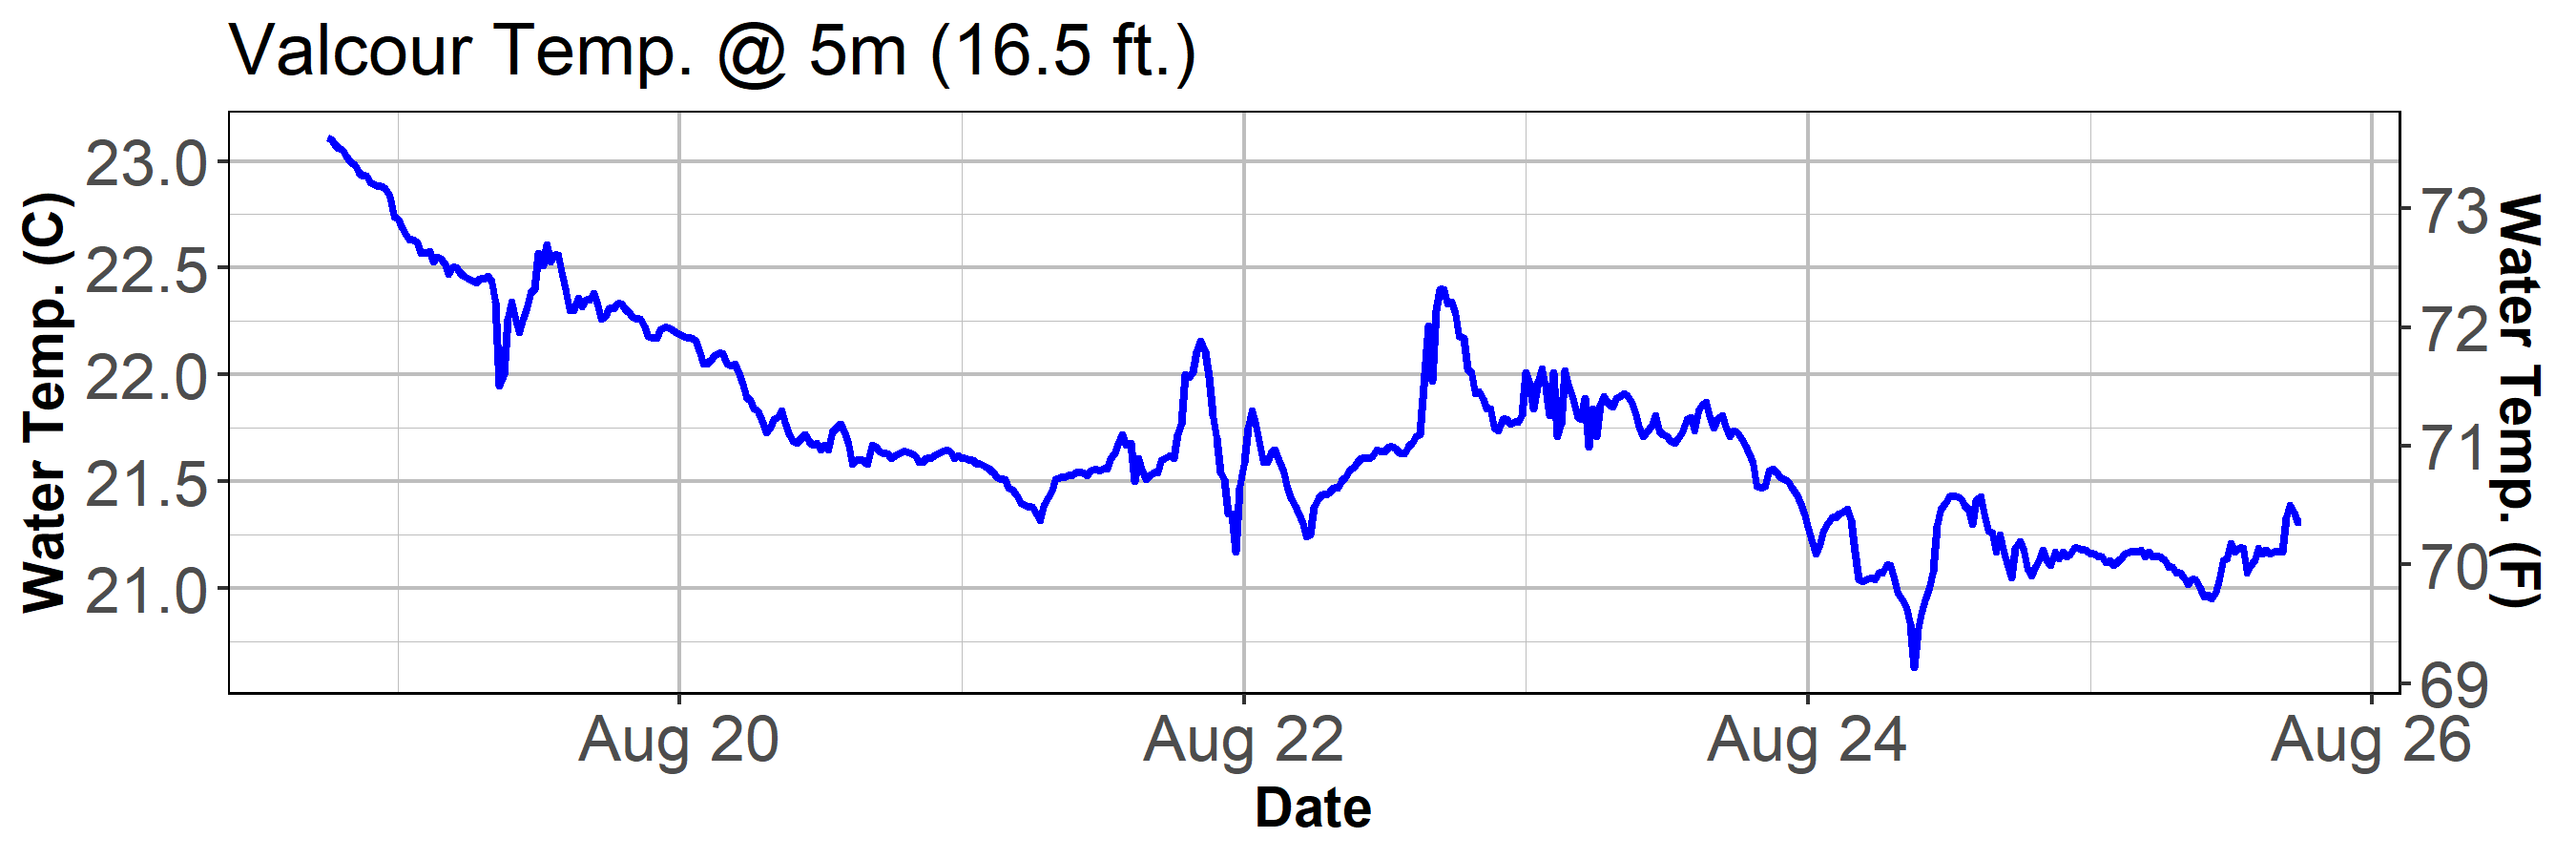 Valcour Temp. @ 5m (16.5 ft.)
Water Temp. (C)
23.0
22.5
22.0
21.5
21.0
73
72
71
70
69
Water Temp. (F)
Aug 20 Aug 22 Aug 24 Aug 26
Date